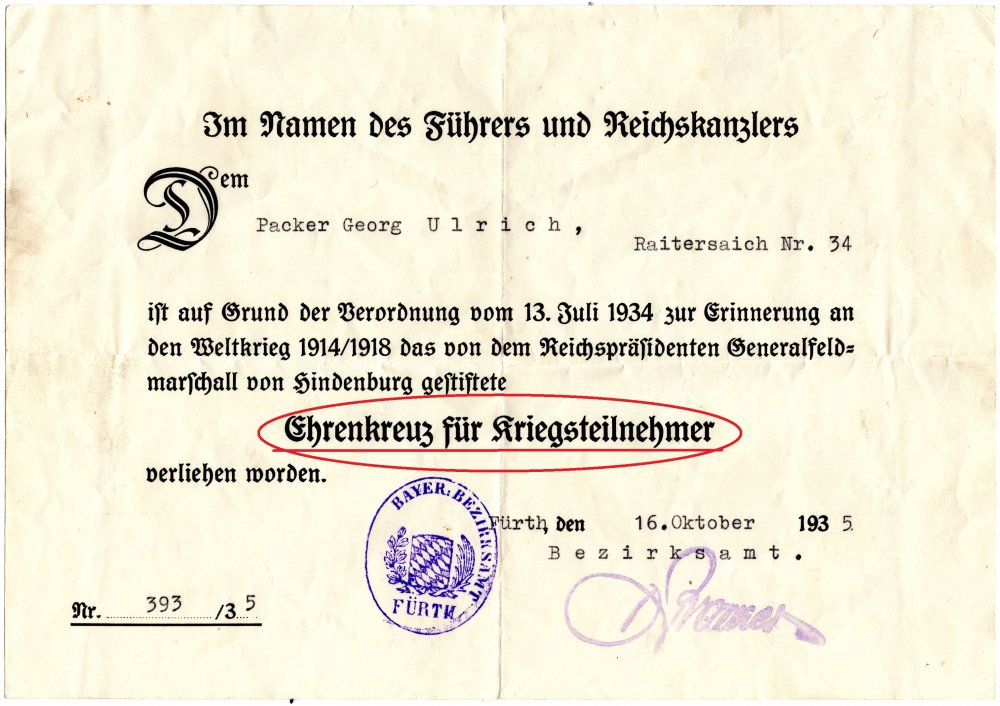 Im Namen des Führers und Reichskanzlers
Dem
Packer Georg Ulrich,
Raitersaich Nr. 34
ist auf Grund der Verordnung vom 13. Juli 1934 zur Erinnerung an
den Weltkrieg 1914/1918 das von dem Reichspräsidenten Generalfeld-
marschall von Hindenburg gestiftete
Ehrenkreuz für Kriegsteilnehmer
verliehen worden.
BAYER. BEZIRKSAMT
FÜRTH
Fürth, den 16.Oktober 1935
Bezirksamt.
Nr. 393 /35